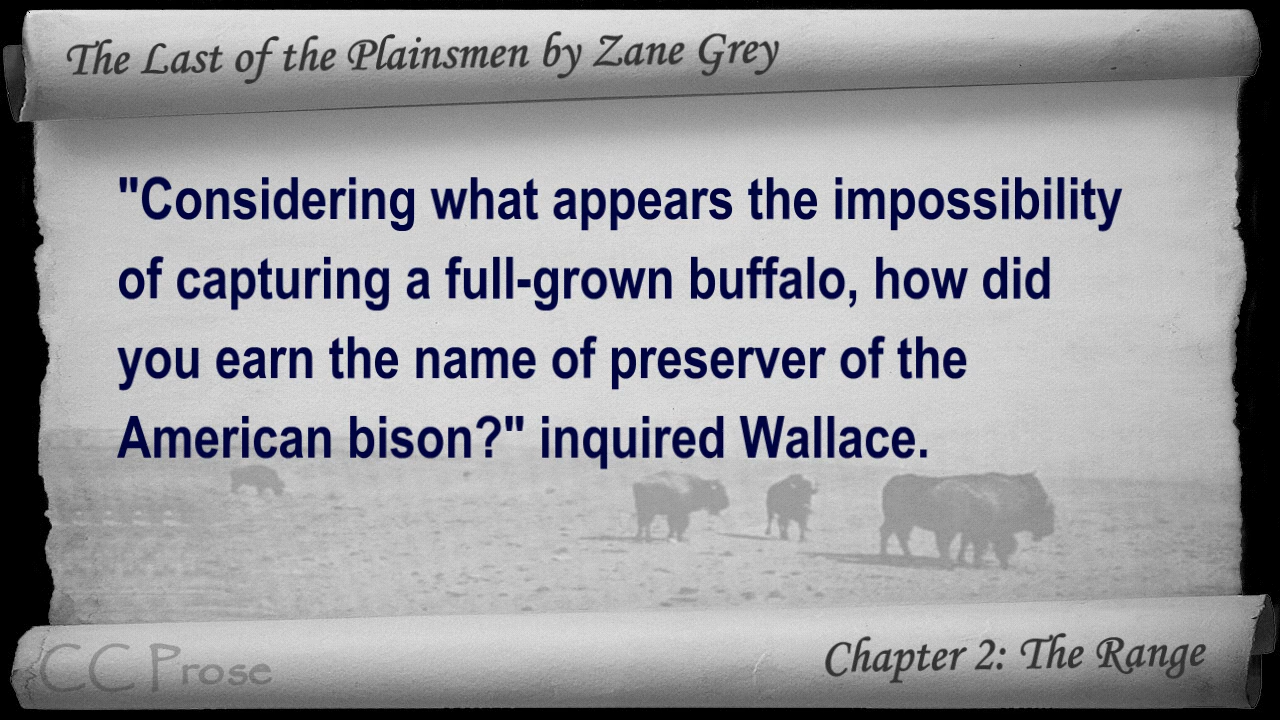 The Last of the Plainsmen by Zane Grey
"Considering what appears the impossibility
of capturing a full-grown buffalo, how did
you earn the name of preserver of the
American bison?" inquired Wallace.
CC Prose
Chapter 2: The Range